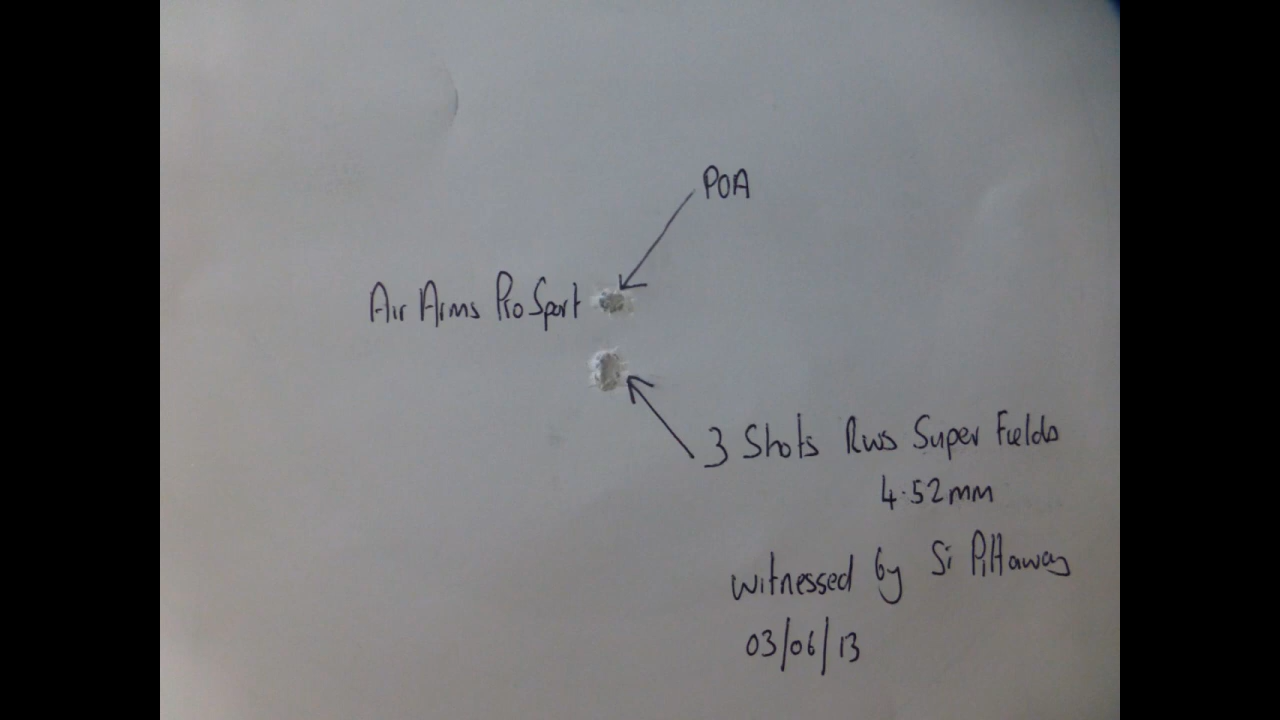 POA
Air Arms Pro Sport
3 Shots Rws Super Fields
4.52mm
witnessed by Si Pittaway
03/06/13